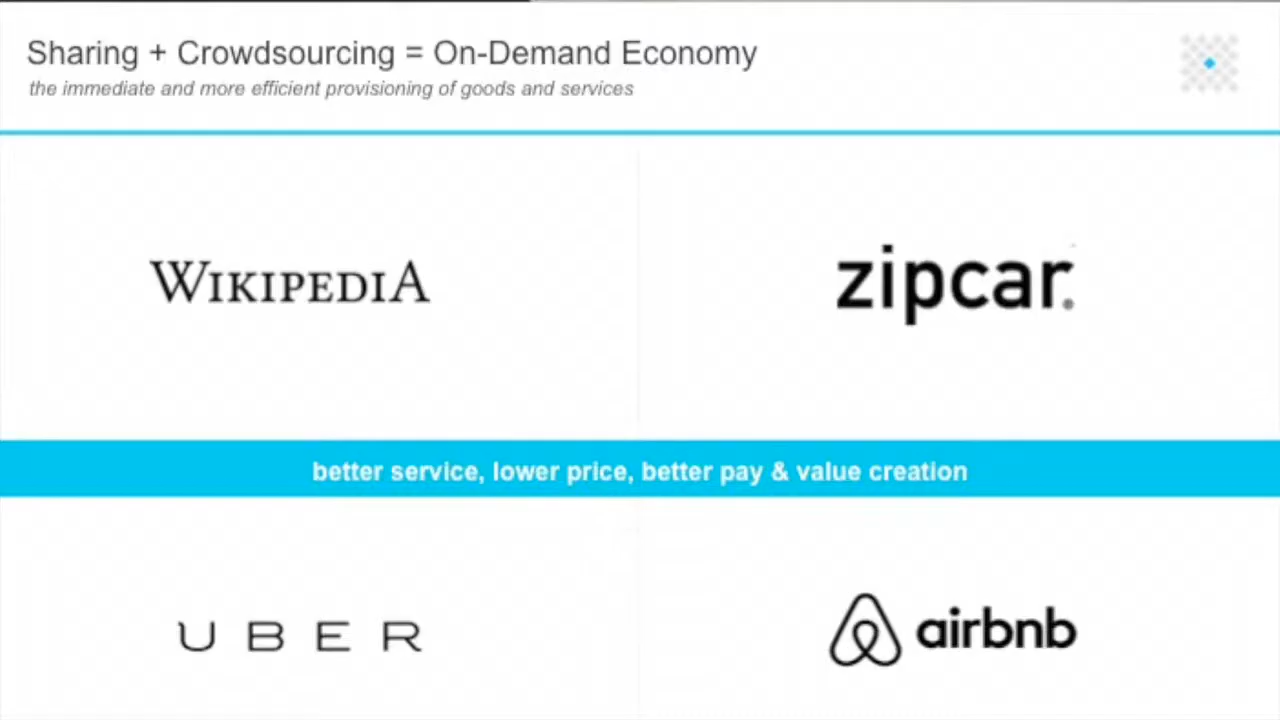 Sharing + Crowdsourcing = On-Demand Economy
the immediate and more efficient provisioning of goods and services
WIKIPEDIA
zipcar®
better service, lower price, better pay & value creation
UBER
airbnb